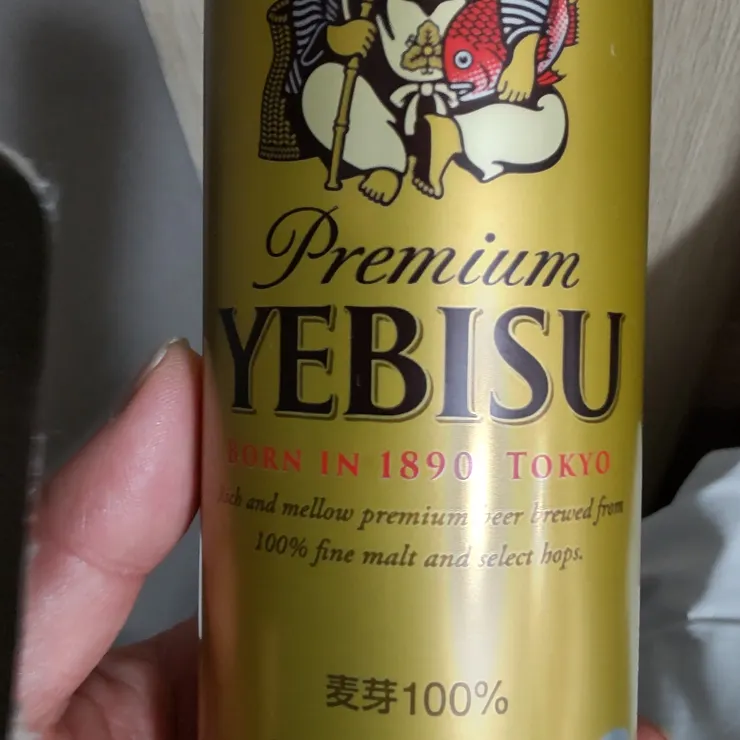 Premium
YEBISU
BORN IN 1890 TOKYO
Rich and mellow premium beer brewed from
100% fine malt and select hops.
麦芽100%